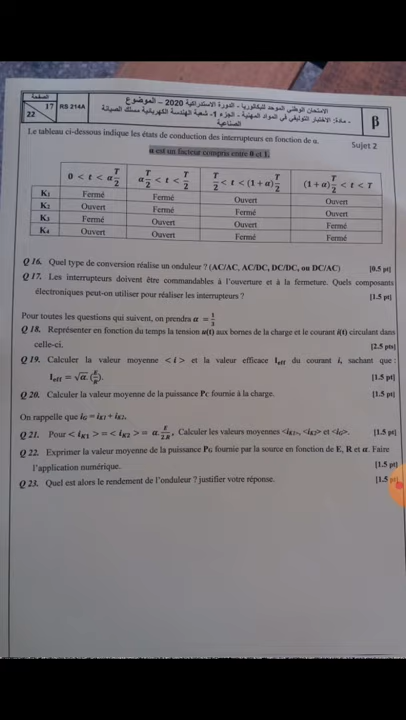 الصفحة
17
22
RS 214A
الامتحان الوطني الموحد للبكالوريا - الدورة الاستدراكية 2020 – الموضوع
- مادة: الاختبار التوليفي في المواد المهنية - الجزء 1- شعبة الهندسة الكهربائية مسلك الصيانة
الصناعية
β
Le tableau ci-dessous indique les états de conduction des interrupteurs en fonction de α.
Sujet 2
α est un facteur compris entre 0 et 1.
0 < t < α T/2 | α T/2 < t < T/2 | T/2 < t < (1 + α) T/2 | (1 + α) T/2 < t < T
K1 Fermé Fermé Ouvert Ouvert
K2 Ouvert Ouvert
K3 Fermé Ouvert Ouvert Fermé
K4 Ouvert Ouvert Fermé Fermé
Q 16. Quel type de conversion réalise un onduleur ? (AC/AC, AC/DC, DC/DC, ou DC/AC) [0.5 pt]
Q 17. Les interrupteurs doivent être commandables à l'ouverture et à la fermeture. Quels composants
électroniques peut-on utiliser pour réaliser les interrupteurs ? [1.5 pt]
Pour toutes les questions qui suivent, on prendra α = 1/3
Q 18. Représenter en fonction du temps la tension u(t) aux bornes de la charge et le courant i(t) circulant dans
celle-ci. [2.5 pts]
Q 19. Calculer la valeur moyenne < i > et la valeur efficace Ieff du courant i, sachant que :
Ieff = √α (E/R). [1.5 pt]
Q 20. Calculer la valeur moyenne de la puissance PC fournie à la charge. [1.5 pt]
On rappelle que iG = iK1 + iK3.
Q 21. Pour < iK1 > = < iK2 > = α. E/2.R, Calculer les valeurs moyennes <iK2>, <iK3> et <iG>. [1.5 pt]
Q 22. Exprimer la valeur moyenne de la puissance PG fournie par la source en fonction de E, R et α. Faire
l'application numérique. [1.5 pt]
Q 23. Quel est alors le rendement de l'onduleur ? justifier votre réponse. [1.5 pt]